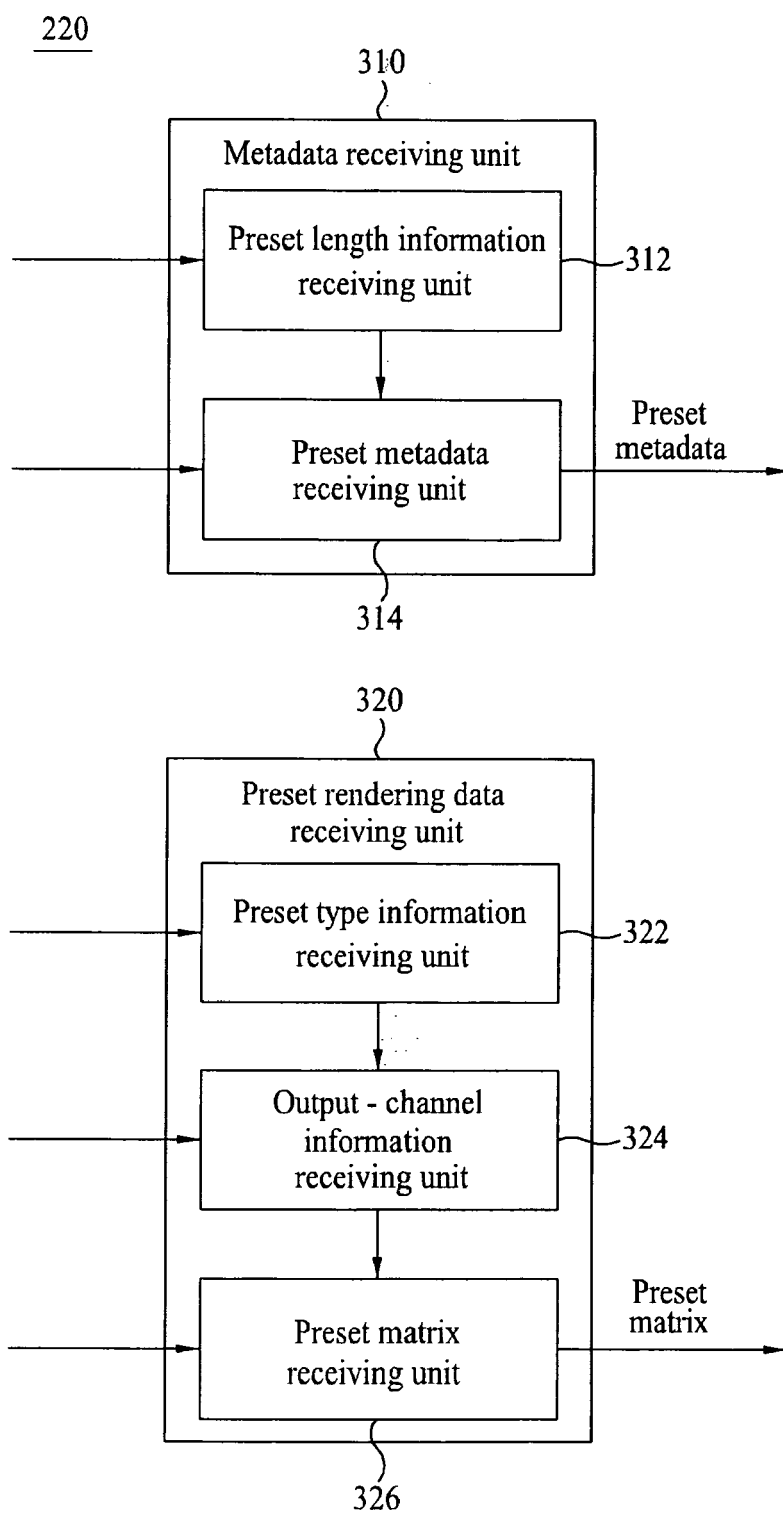 220
310
Metadata receiving unit
Preset length information
receiving unit
312
Preset metadata
receiving unit
Preset
metadata
314
320
Preset rendering data
receiving unit
Preset type information
receiving unit
322
Output - channel
information
receiving unit
324
Preset matrix
receiving unit
Preset
matrix
326